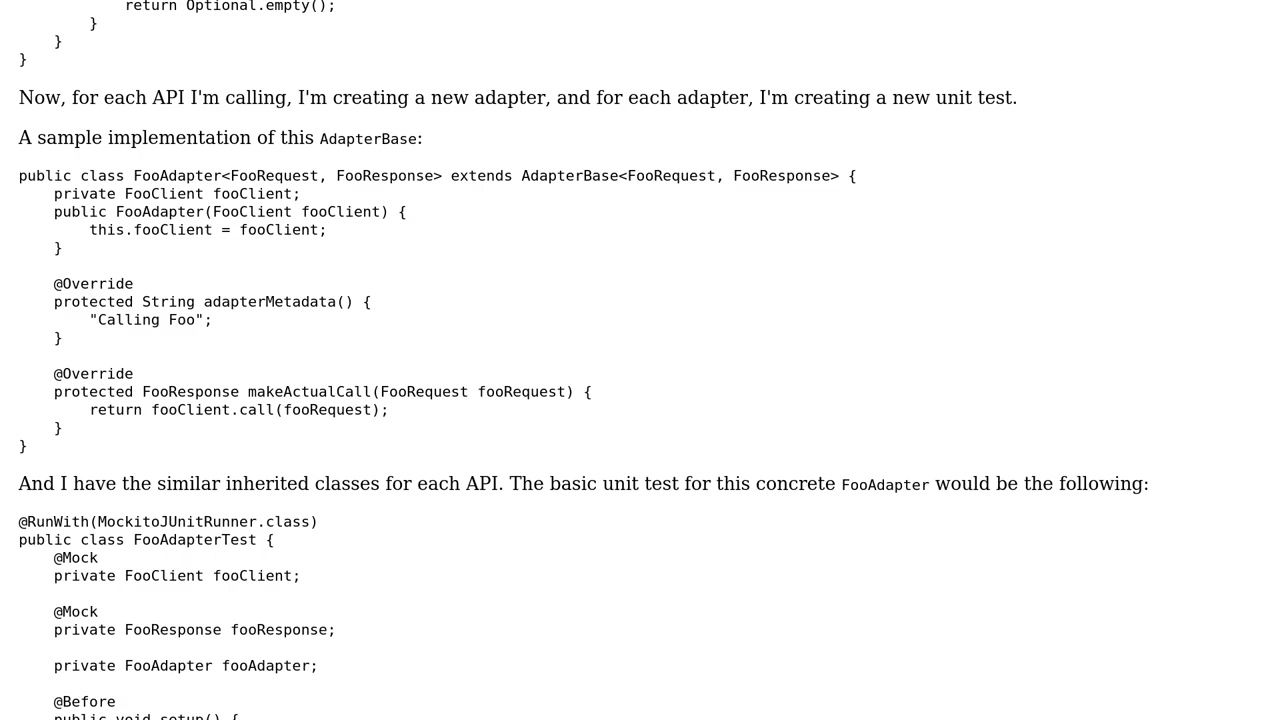 return Optional.empty();
        }
    }
}
Now, for each API I'm calling, I'm creating a new adapter, and for each adapter, I'm creating a new unit test.
A sample implementation of this AdapterBase:
public class FooAdapter<FooRequest, FooResponse> extends AdapterBase<FooRequest, FooResponse> {
    private FooClient fooClient;
    public FooAdapter(FooClient fooClient) {
        this.fooClient = fooClient;
    }
    @Override
    protected String adapterMetadata() {
        "Calling Foo";
    }
    @Override
    protected FooResponse makeActualCall(FooRequest fooRequest) {
        return fooClient.call(fooRequest);
    }
}
And I have the similar inherited classes for each API. The basic unit test for this concrete FooAdapter would be the following:
@RunWith(MockitoJUnitRunner.class)
public class FooAdapterTest {
    @Mock
    private FooClient fooClient;
    @Mock
    private FooResponse fooResponse;
    private FooAdapter fooAdapter;
    @Before
    public void setup() {